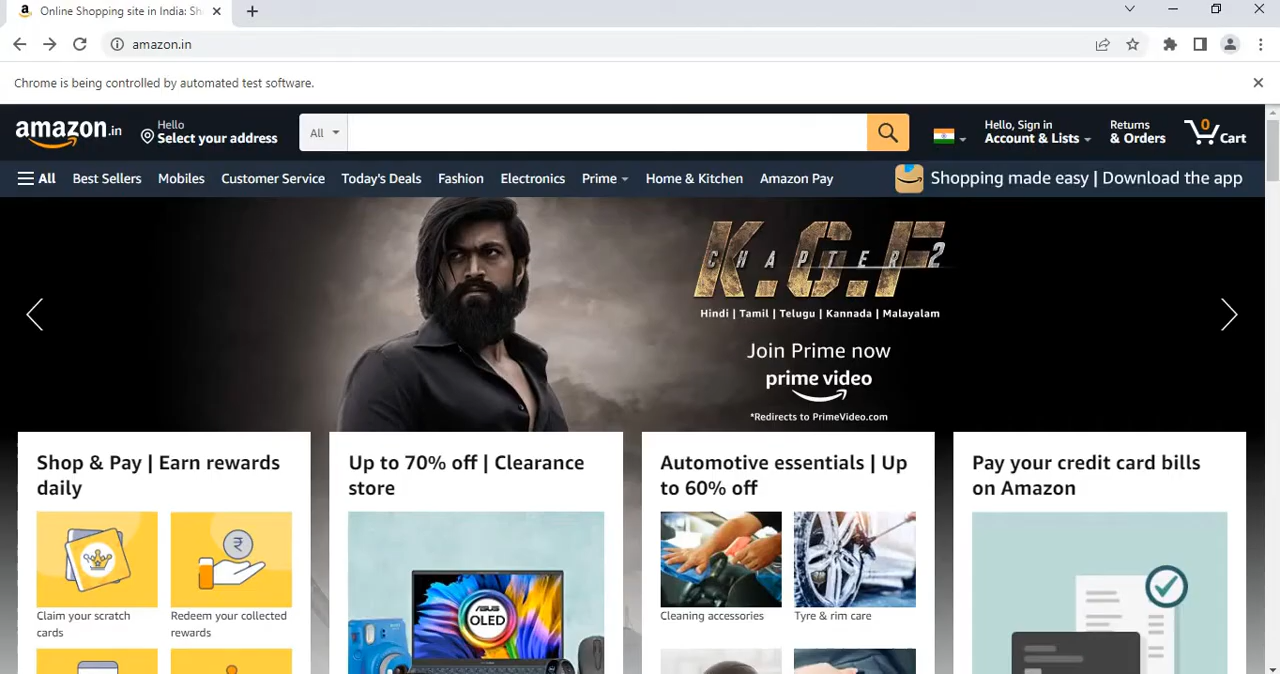 Online Shopping site in India: Sh
amazon.in
Chrome is being controlled by automated test software.
amazon.in
Hello
Select your address
All
Hello, Sign in
Account & Lists
Returns
& Orders
0
Cart
All
Best Sellers
Mobiles
Customer Service
Today's Deals
Fashion
Electronics
Prime
Home & Kitchen
Amazon Pay
Shopping made easy | Download the app
K.G.F
CHAPTER 2
Hindi | Tamil | Telugu | Kannada | Malayalam
Join Prime now
prime video
*Redirects to PrimeVideo.com
Shop & Pay | Earn rewards
daily
Claim your scratch
cards
Redeem your collected
rewards
Up to 70% off | Clearance
store
ASUS
OLED
Automotive essentials | Up
to 60% off
Cleaning accessories
Tyre & rim care
Pay your credit card bills
on Amazon